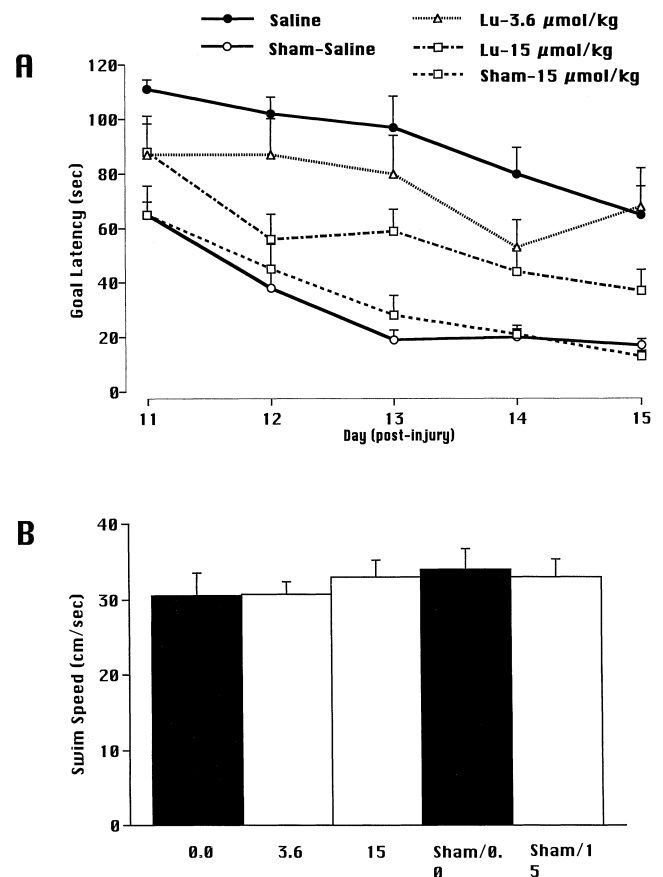 Saline
Sham-Saline
Lu-3.6 µmol/kg
Lu-15 µmol/kg
Sham-15 µmol/kg
A
Goal Latency (sec)
120
100
80
60
40
20
0
11 12 13 14 15
Day (post-injury)
B
Swim Speed (cm/sec)
40
30
20
10
0
0.0 3.6 15 Sham/0. Sham/1
0 5